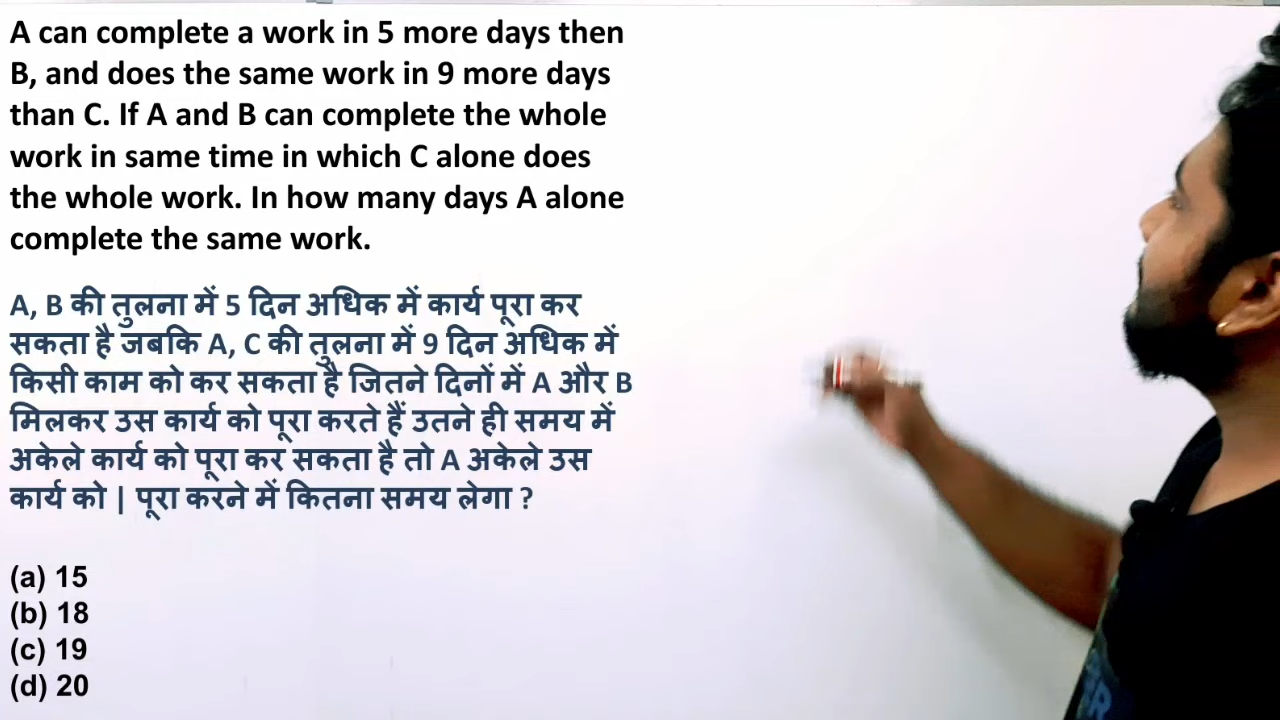 A can complete a work in 5 more days then
B, and does the same work in 9 more days
than C. If A and B can complete the whole
work in same time in which C alone does
the whole work. In how many days A alone
complete the same work.
A, B की तुलना में 5 दिन अधिक में कार्य पूरा कर
सकता है जबकि A, C की तुलना में 9 दिन अधिक में
किसी काम को कर सकता है जितने दिनों में A और B
मिलकर उस कार्य को पूरा करते हैं उतने ही समय में
अकेले कार्य को पूरा कर सकता है तो A अकेले उस
कार्य को | पूरा करने में कितना समय लेगा ?
(a) 15
(b) 18
(c) 19
(d) 20